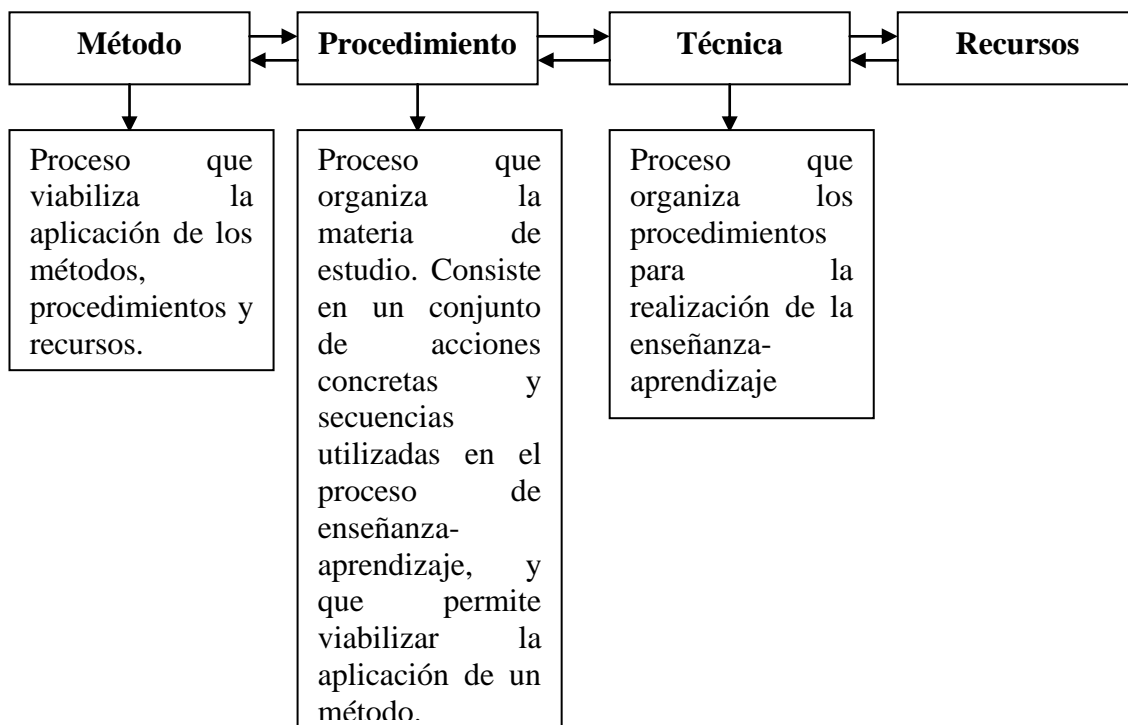 Método
Procedimiento
Técnica
Recursos
Proceso que
viabiliza la
aplicación de los
métodos,
procedimientos y
recursos.
Proceso que
organiza la
materia de
estudio. Consiste
en un conjunto
de acciones
concretas y
secuencias
utilizadas en el
proceso de
enseñanza-
aprendizaje, y
que permite
viabilizar la
aplicación de un
método.
Proceso que
organiza los
procedimientos
para la
realización de la
enseñanza-
aprendizaje